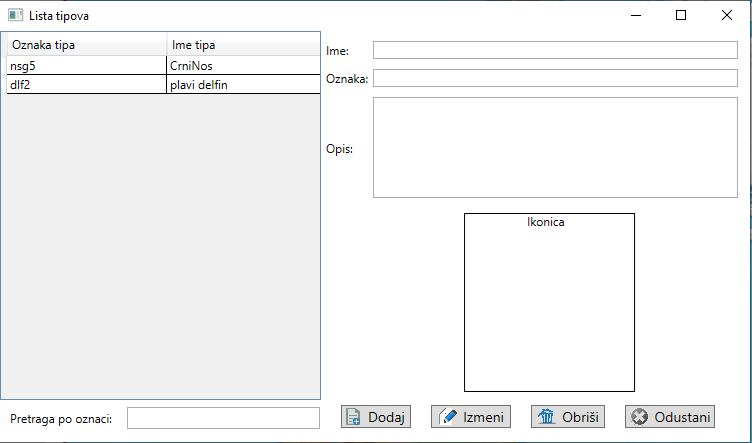 Lista tipova
Oznaka tipa Ime tipa
nsg5 CrniNos
dlf2 plavi delfin
Ime:
Oznaka:
Opis:
Ikonica
Pretraga po oznaci:
Dodaj Izmeni Obriši Odustani